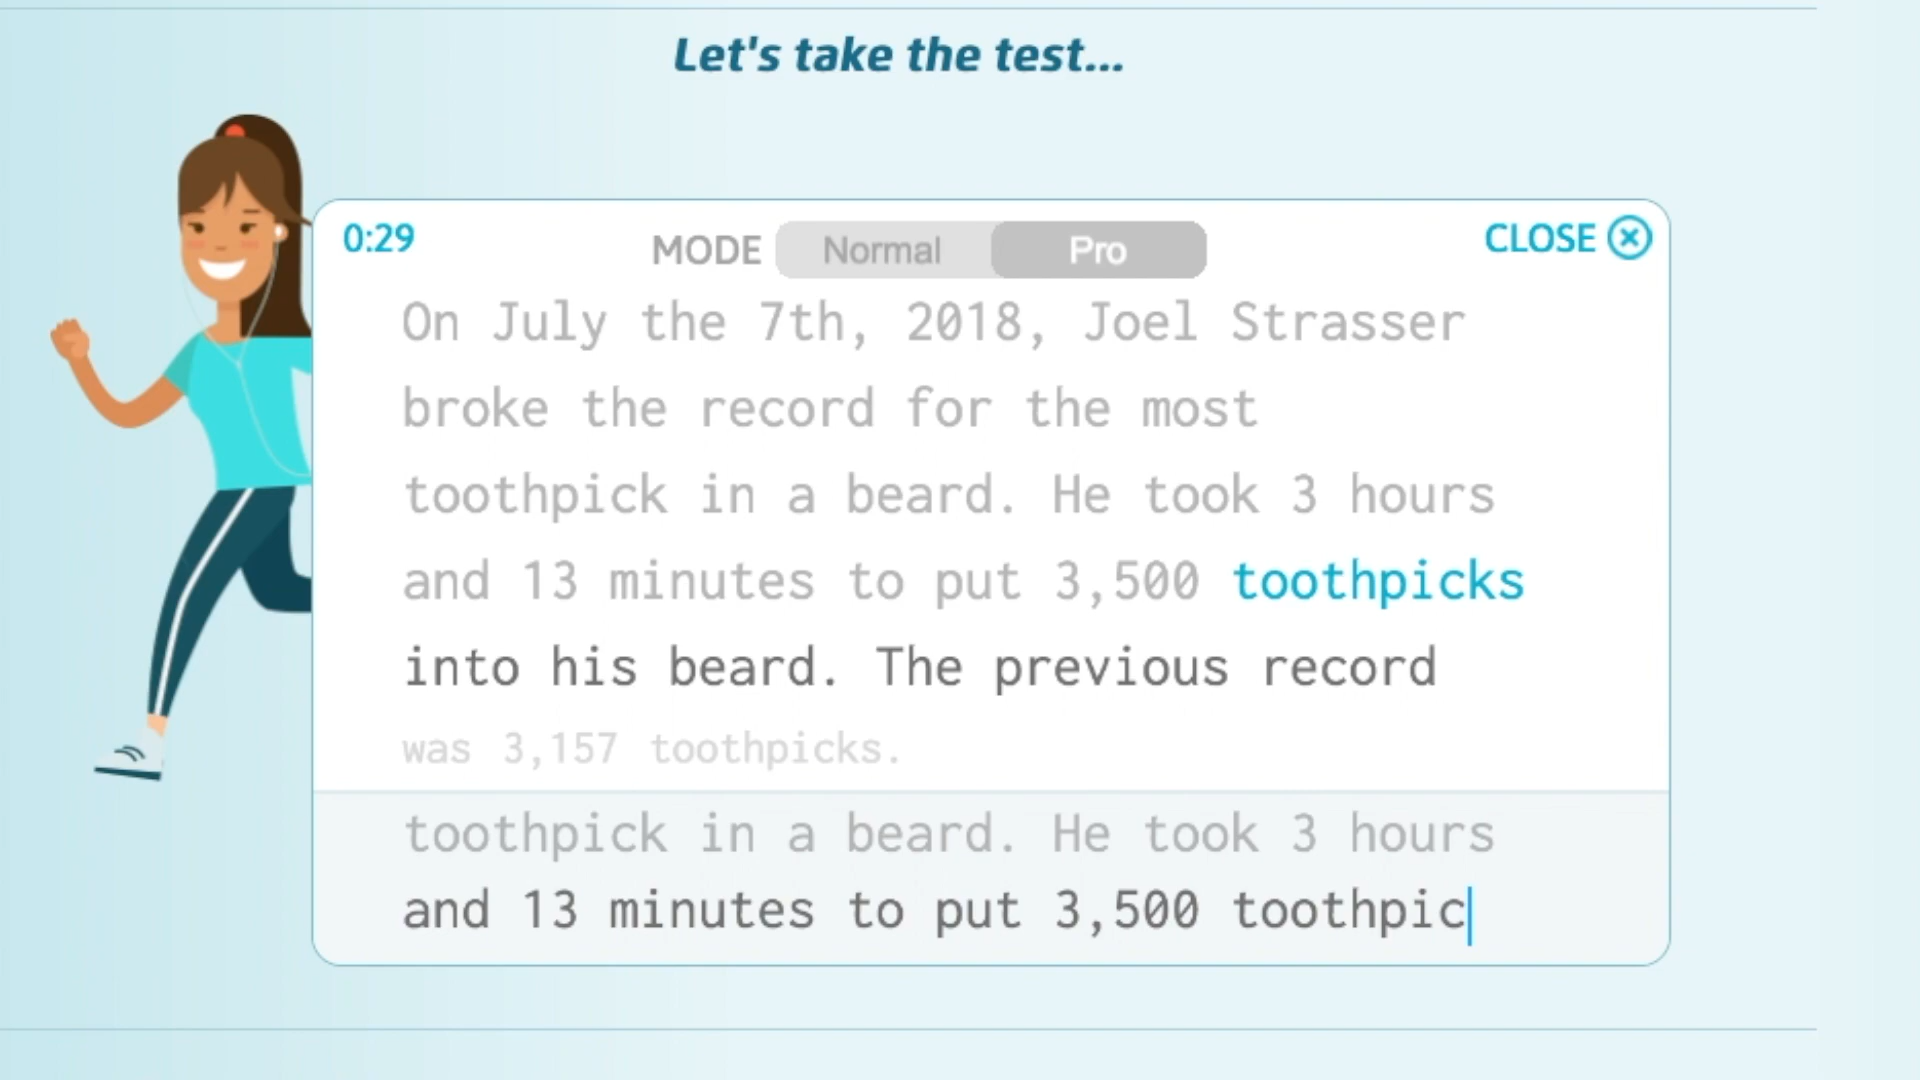 Let's take the test...
0:29 MODE Normal Pro CLOSE
On July the 7th, 2018, Joel Strasser
broke the record for the most
toothpick in a beard. He took 3 hours
and 13 minutes to put 3,500 toothpicks
into his beard. The previous record
was 3,157 toothpicks.
toothpick in a beard. He took 3 hours
and 13 minutes to put 3,500 toothpic